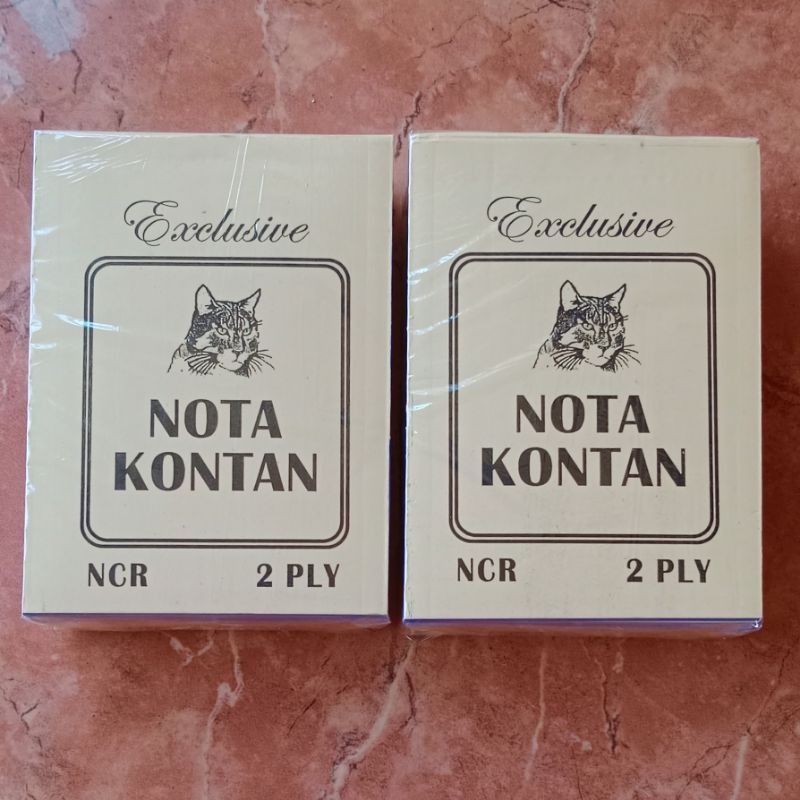 Exclusive
NOTA
KONTAN
NCR 2 PLY
Exclusive
NOTA
KONTAN
NCR 2 PLY